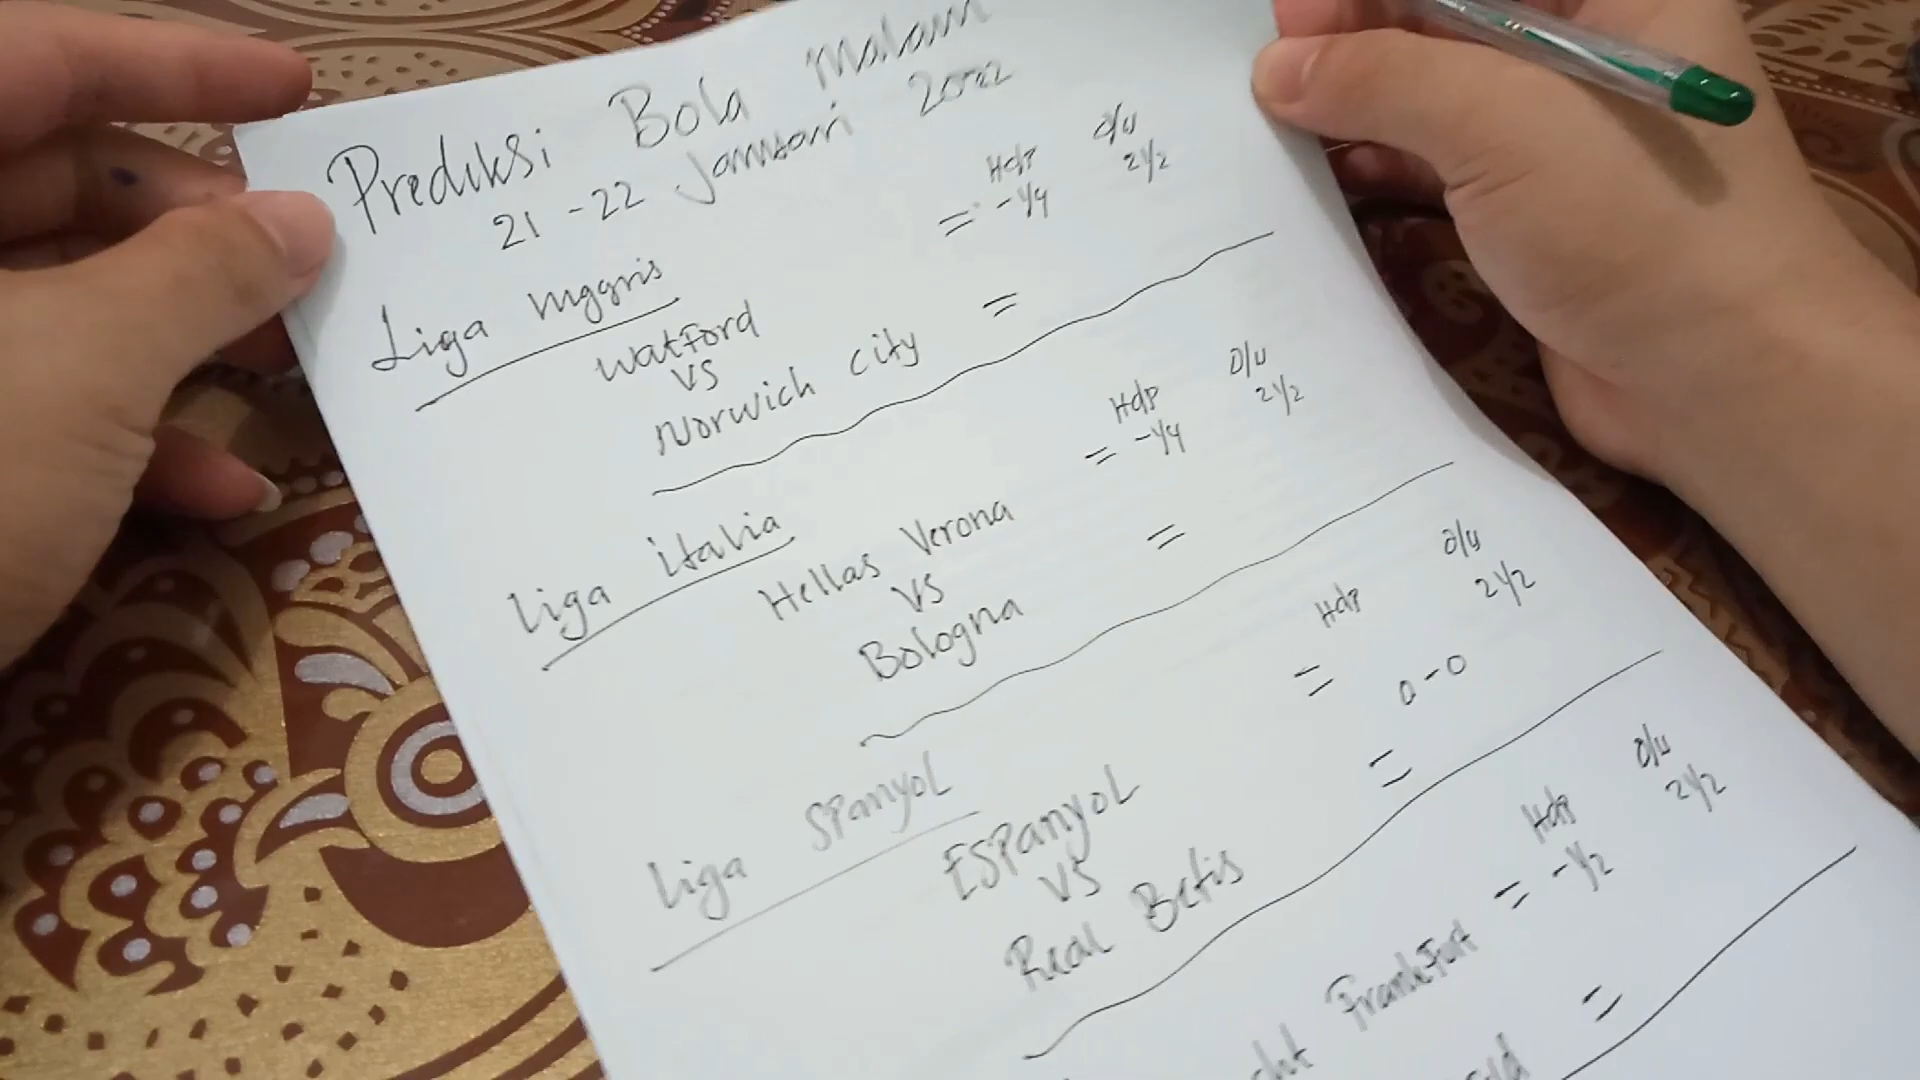 Prediksi Bola Malam
21 - 22 Januari 2022
Liga Inggris
Hdp O/U
Watford = -1/4 2 1/2
VS
Norwich City =
Liga italia
Hdp O/U
Hellas Verona = -1/4 2 1/2
VS
Bologna =
Liga Spanyol
Hdp O/U
Espanyol = 2 1/2
VS 0-0
Real Betis =
Hdp O/U
Frankfurt = -1/2 2 1/2
=